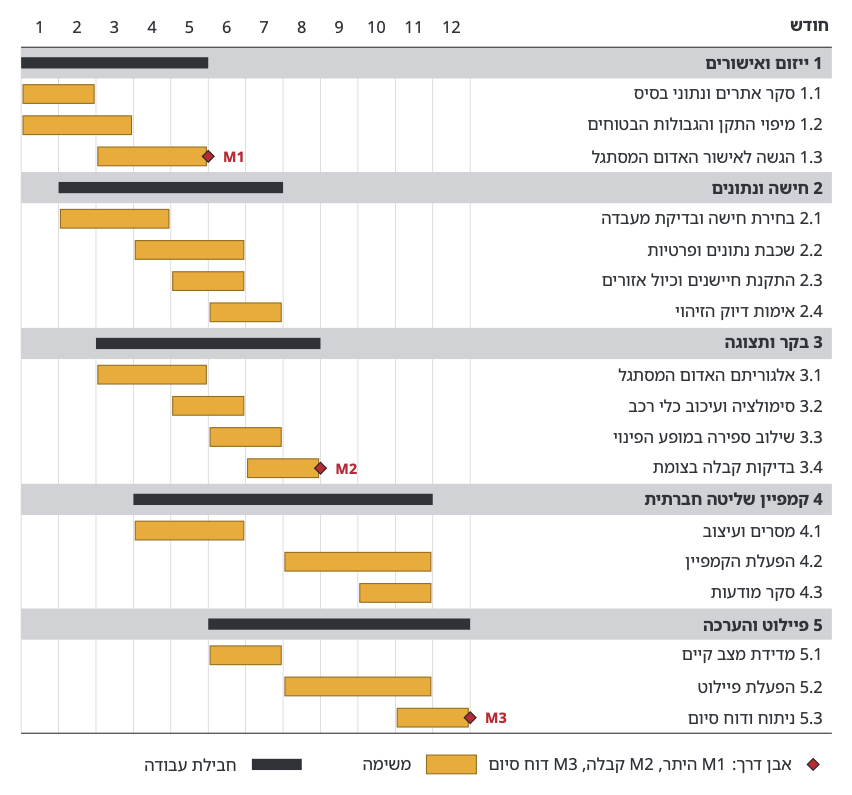 חודש 1 2 3 4 5 6 7 8 9 10 11 12
1 ייזום ואישורים
1.1 סקר אתרים ונתוני בסיס
1.2 מיפוי התקן והגבולות הבטוחים
1.3 הגשה לאישור האדום המסתגל M1
2 חישה ונתונים
2.1 בחירת חישה ובדיקת מעבדה
2.2 שכבת נתונים ופרטיות
2.3 התקנת חיישנים וכיול אזורים
2.4 אימות דיוק הזיהוי
3 בקר ותצוגה
3.1 אלגוריתם האדום המסתגל
3.2 סימולציה ועיכוב כלי רכב
3.3 שילוב ספירה במופע הפינוי
3.4 בדיקות קבלה בצומת M2
4 קמפיין שליטה חברתית
4.1 מסרים ועיצוב
4.2 הפעלת הקמפיין
4.3 סקר מודעות
5 פיילוט והערכה
5.1 מדידת מצב קיים
5.2 הפעלת פיילוט
5.3 ניתוח ודוח סיום M3
אבן דרך: M1 היתר, M2 קבלה, M3 דוח סיום משימה חבילת עבודה